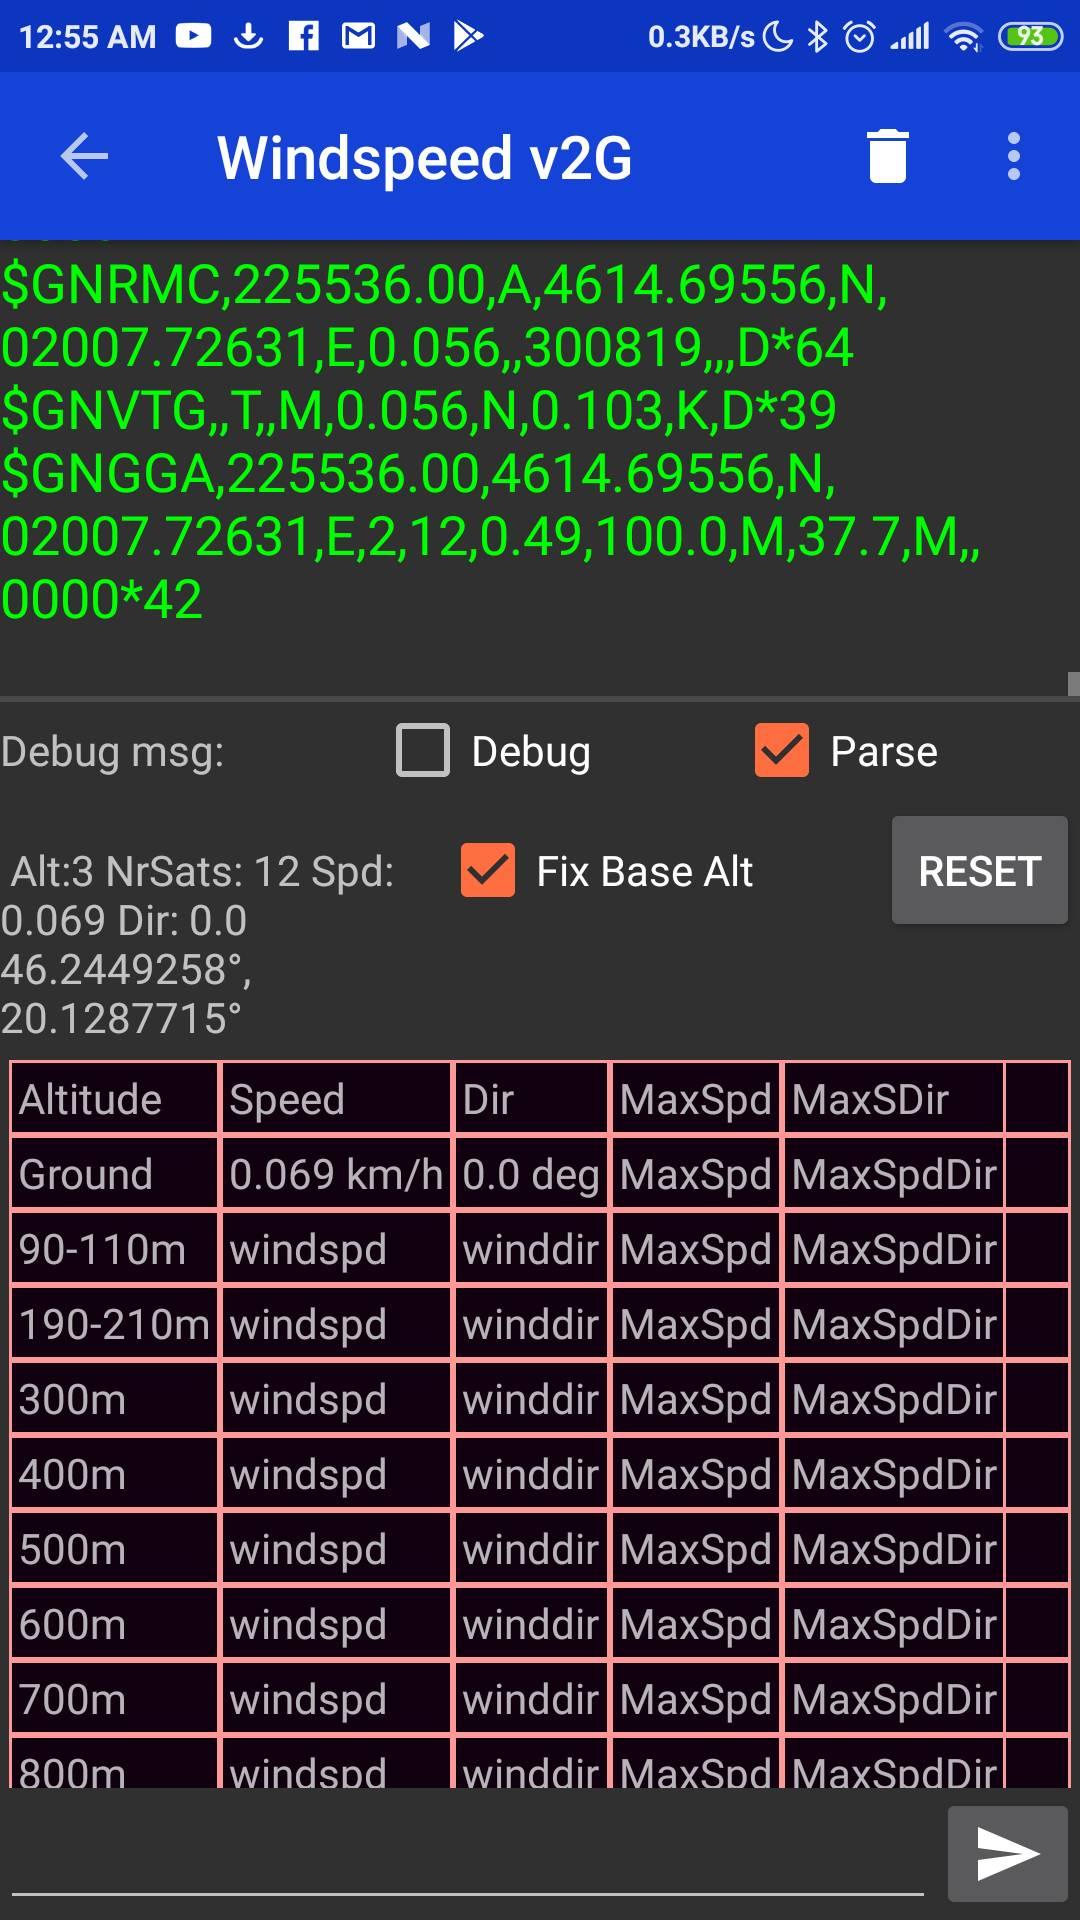 12:55 AM 0.3KB/s 93
Windspeed v2G
$GNRMC,225536.00,A,4614.69556,N,
02007.72631,E,0.056,,300819,,,D*64
$GNVTG,,T,,M,0.056,N,0.103,K,D*39
$GNGGA,225536.00,4614.69556,N,
02007.72631,E,2,12,0.49,100.0,M,37.7,M,,
0000*42
Debug msg: Debug Parse
Alt:3 NrSats: 12 Spd: Fix Base Alt RESET
0.069 Dir: 0.0
46.2449258°,
20.1287715°
Altitude Speed Dir MaxSpd MaxSDir
Ground 0.069 km/h 0.0 deg MaxSpd MaxSpdDir
90-110m windspd winddir MaxSpd MaxSpdDir
190-210m windspd winddir MaxSpd MaxSpdDir
300m windspd winddir MaxSpd MaxSpdDir
400m windspd winddir MaxSpd MaxSpdDir
500m windspd winddir MaxSpd MaxSpdDir
600m windspd winddir MaxSpd MaxSpdDir
700m windspd winddir MaxSpd MaxSpdDir
800m windspd winddir MaxSpd MaxSpdDir